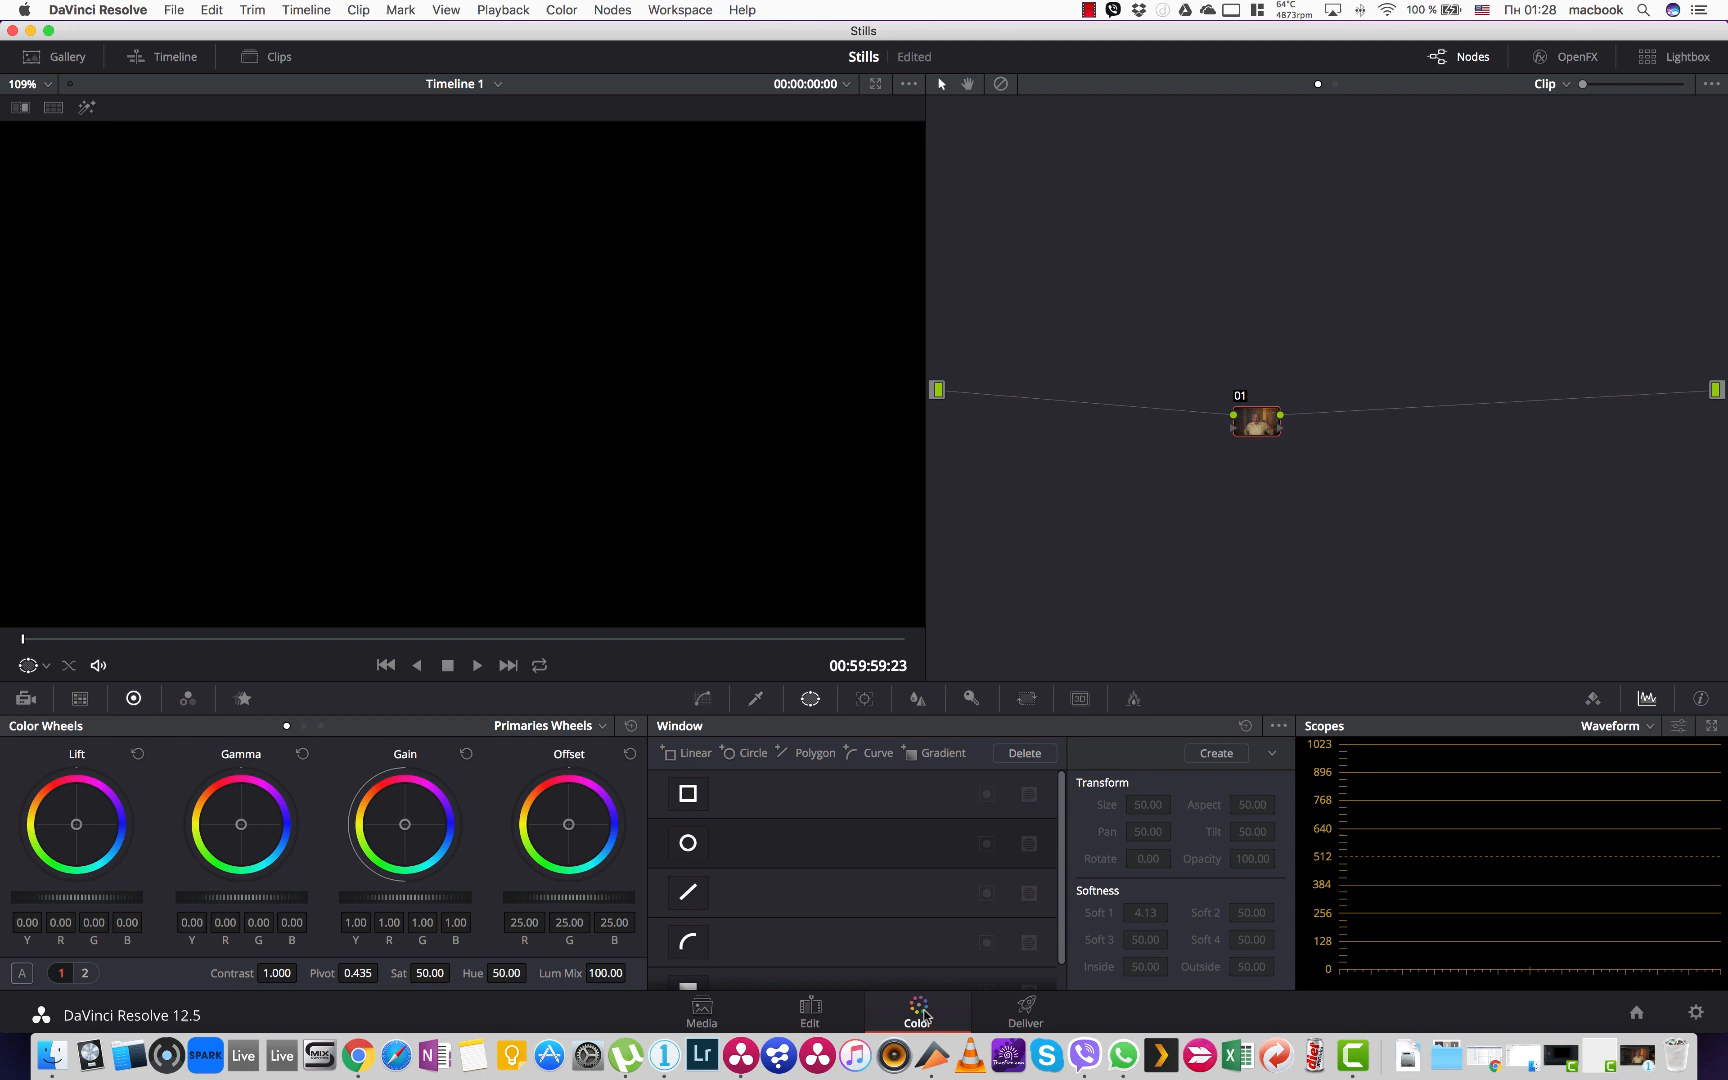 DaVinci Resolve File Edit Trim Timeline Clip Mark View Playback Color Nodes Workspace Help 64°C 4873rpm 100 % Пн 01:28 macbook
Stills
Gallery Timeline Clips Stills Edited Nodes OpenFX Lightbox
109% Timeline 1 00:00:00:00 Clip
01
00:59:59:23
Color Wheels Primaries Wheels Window Scopes Waveform
Lift Gamma Gain Offset
Linear Circle Polygon Curve Gradient Delete Create
Transform
Size 50.00 Aspect 50.00
Pan 50.00 Tilt 50.00
Rotate 0.00 Opacity 100.00
Softness
Soft 1 4.13 Soft 2 50.00
Soft 3 50.00 Soft 4 50.00
Inside 50.00 Outside 50.00
1023
896
768
640
512
384
256
128
0
0.00 0.00 0.00 0.00 0.00 0.00 0.00 0.00 1.00 1.00 1.00 1.00 25.00 25.00 25.00
Y R G B Y R G B Y R G B R G B
A 1 2 Contrast 1.000 Pivot 0.435 Sat 50.00 Hue 50.00 Lum Mix 100.00
DaVinci Resolve 12.5 Media Edit Color Deliver
SPARK Live Live MIX N Lr